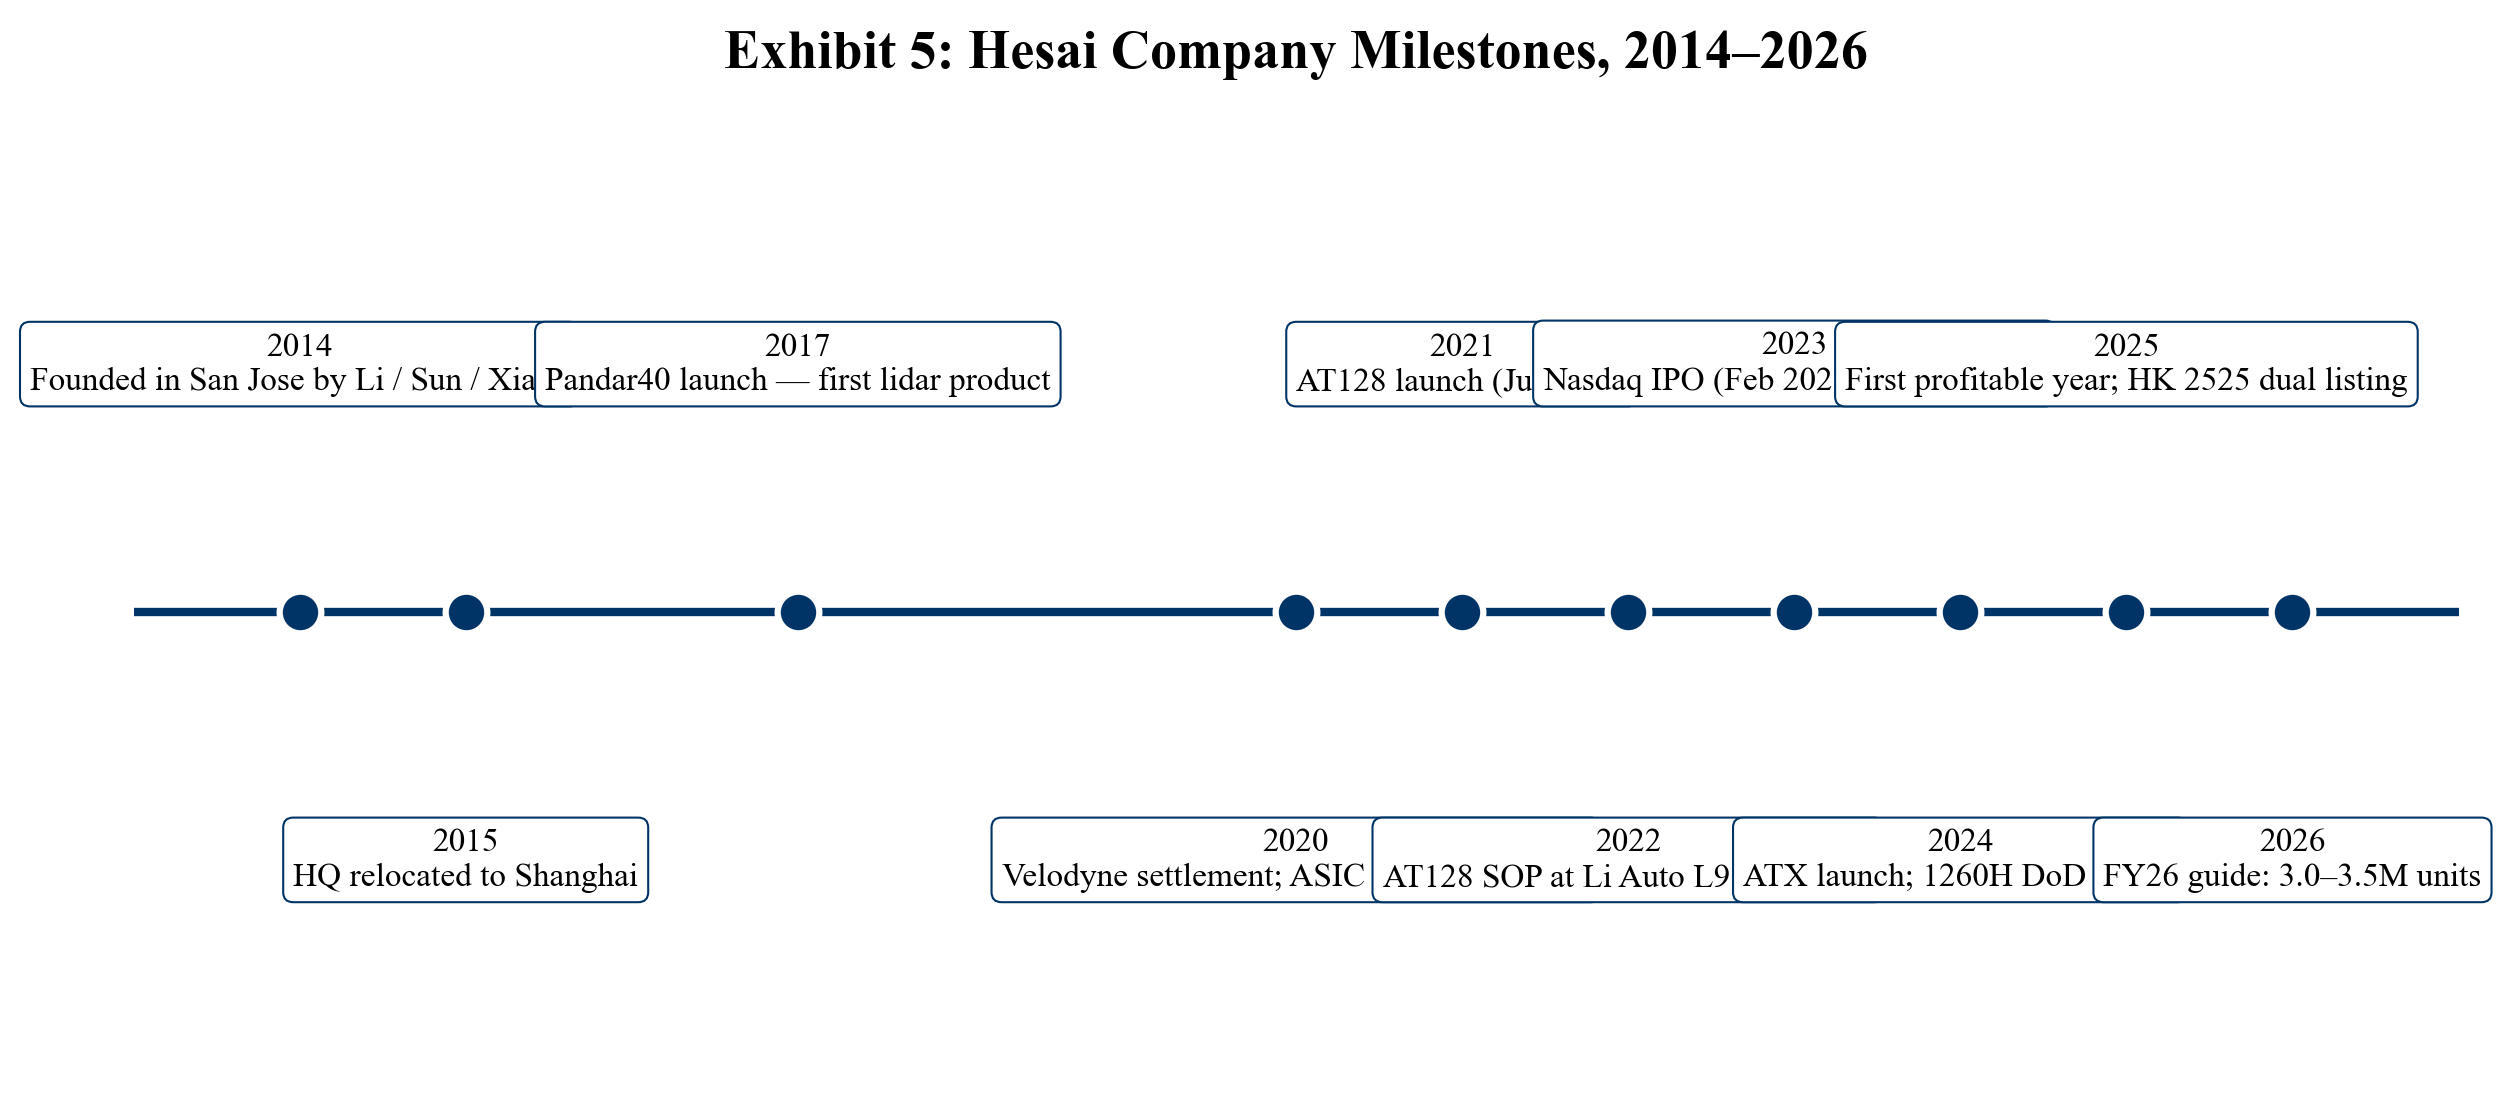 Exhibit 5: Hesai Company Milestones, 2014–2026
2014
Founded in San Jose by Li / Sun / Xia
2017
Pandar40 launch — first lidar product
2021
AT128 launch (Ju
2023
Nasdaq IPO (Feb 202
2025
First profitable year; HK 2525 dual listing
2015
HQ relocated to Shanghai
2020
Velodyne settlement; ASIC
2022
AT128 SOP at Li Auto L9
2024
ATX launch; 1260H DoD
2026
FY26 guide: 3.0–3.5M units